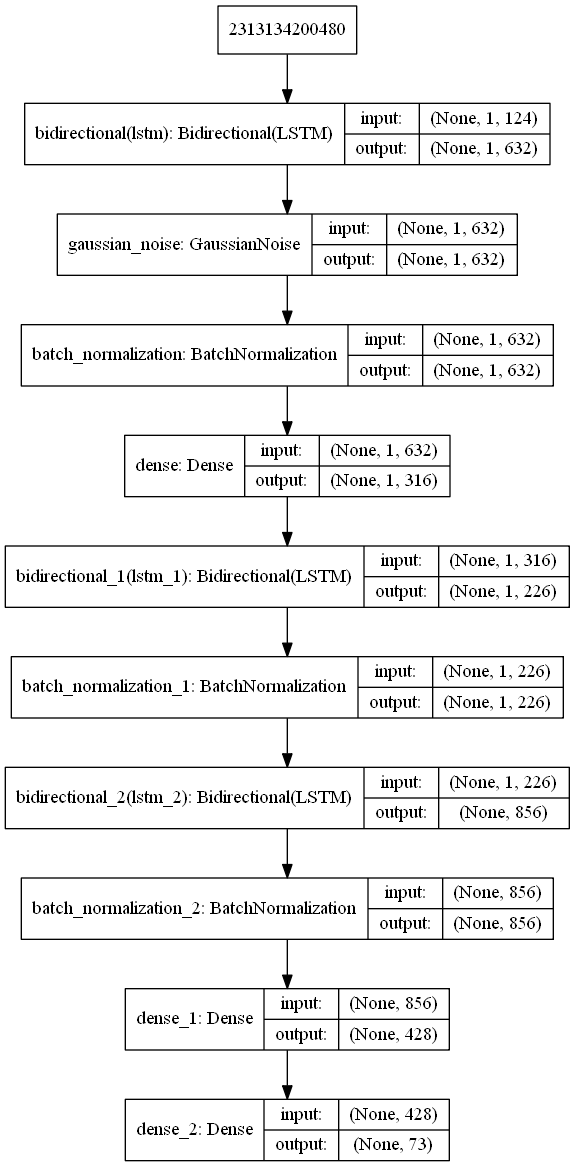 2313134200480
bidirectional(lstm): Bidirectional(LSTM)
input: (None, 1, 124)
output: (None, 1, 632)
gaussian_noise: GaussianNoise
input: (None, 1, 632)
output: (None, 1, 632)
batch_normalization: BatchNormalization
input: (None, 1, 632)
output: (None, 1, 632)
dense: Dense
input: (None, 1, 632)
output: (None, 1, 316)
bidirectional_1(lstm_1): Bidirectional(LSTM)
input: (None, 1, 316)
output: (None, 1, 226)
batch_normalization_1: BatchNormalization
input: (None, 1, 226)
output: (None, 1, 226)
bidirectional_2(lstm_2): Bidirectional(LSTM)
input: (None, 1, 226)
output: (None, 856)
batch_normalization_2: BatchNormalization
input: (None, 856)
output: (None, 856)
dense_1: Dense
input: (None, 856)
output: (None, 428)
dense_2: Dense
input: (None, 428)
output: (None, 73)